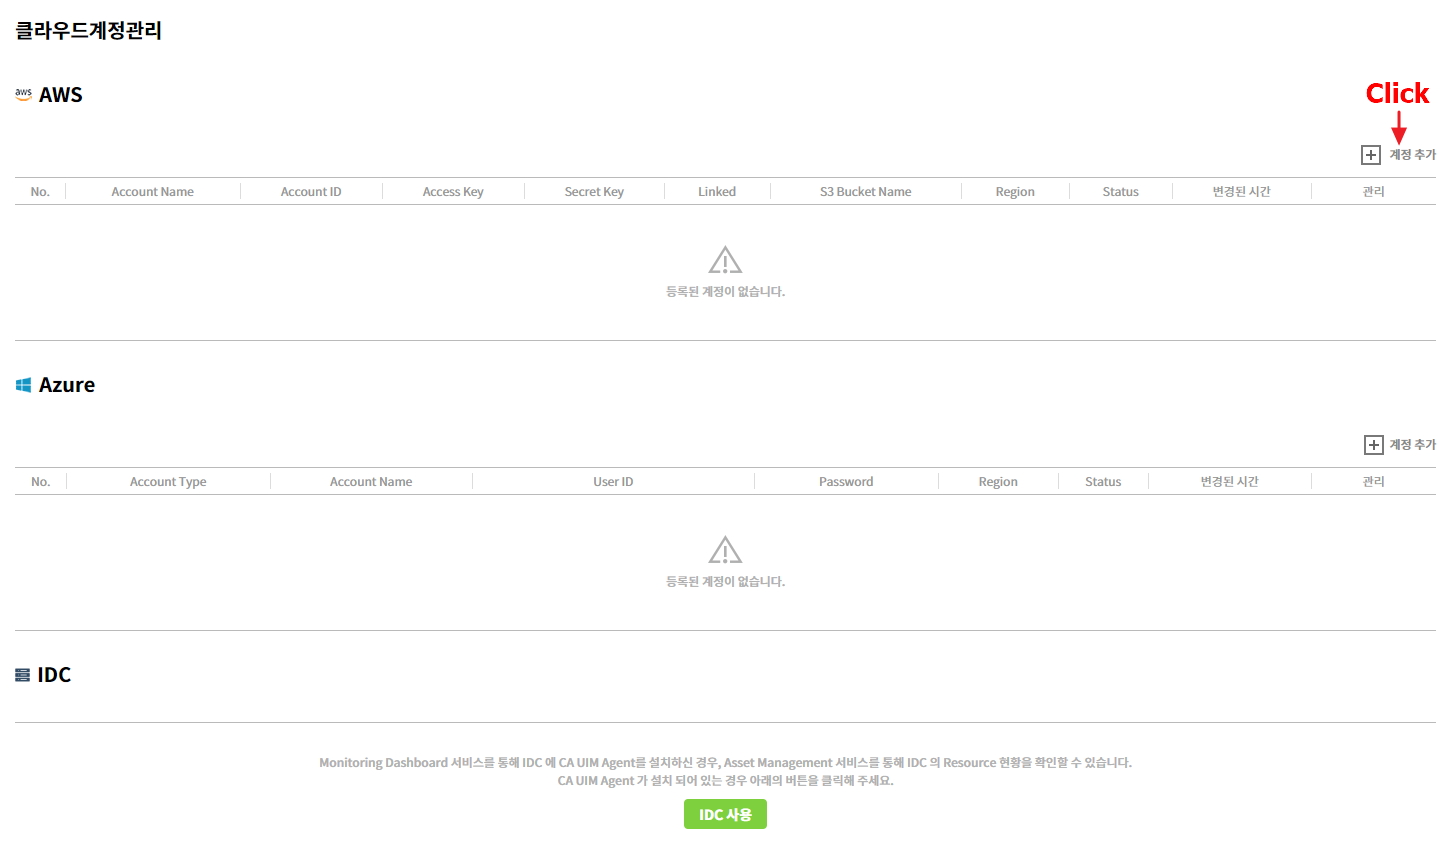 클라우드계정관리
aws AWS
Click
계정 추가
No. Account Name Account ID Access Key Secret Key Linked S3 Bucket Name Region Status 변경된 시간 관리
등록된 계정이 없습니다.
Azure
계정 추가
No. Account Type Account Name User ID Password Region Status 변경된 시간 관리
등록된 계정이 없습니다.
IDC
Monitoring Dashboard 서비스를 통해 IDC 에 CA UIM Agent를 설치하신 경우, Asset Management 서비스를 통해 IDC 의 Resource 현황을 확인할 수 있습니다.
CA UIM Agent 가 설치 되어 있는 경우 아래의 버튼을 클릭해 주세요.
IDC 사용